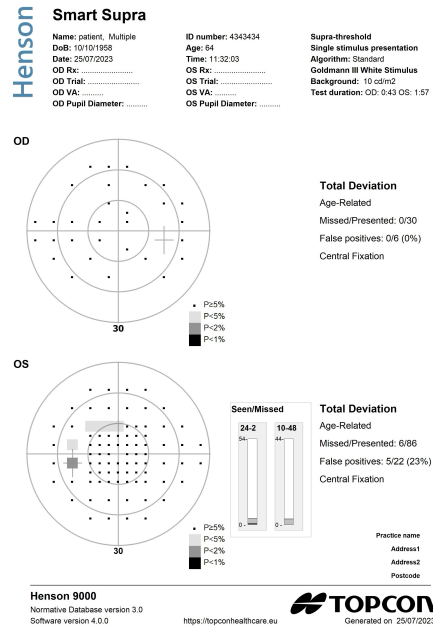 Henson
Smart Supra
Name: patient, Multiple
DoB: 10/10/1958
Date: 25/07/2023
OD Rx: ......................
OD Trial: ......................
OD VA: .........
OD Pupil Diameter: .........
ID number: 4343434
Age: 64
Time: 11:32:03
OS Rx: ......................
OS Trial: ......................
OS VA: .........
OS Pupil Diameter: .........
Supra-threshold
Single stimulus presentation
Algorithm: Standard
Goldmann III White Stimulus
Background: 10 cd/m2
Test duration: OD: 0:43 OS: 1:57
OD
30
P≥5%
P<5%
P<2%
P<1%
Total Deviation
Age-Related
Missed/Presented: 0/30
False positives: 0/6 (0%)
Central Fixation
OS
30
P≥5%
P<5%
P<2%
P<1%
Seen/Missed
24-2
10-48
54-
44-
0 -
0 -
Total Deviation
Age-Related
Missed/Presented: 6/86
False positives: 5/22 (23%)
Central Fixation
Practice name
Address1
Address2
Postcode
Henson 9000
Normative Database version 3.0
Software version 4.0.0
https://topconhealthcare.eu
TOPCON
Generated on 25/07/2023